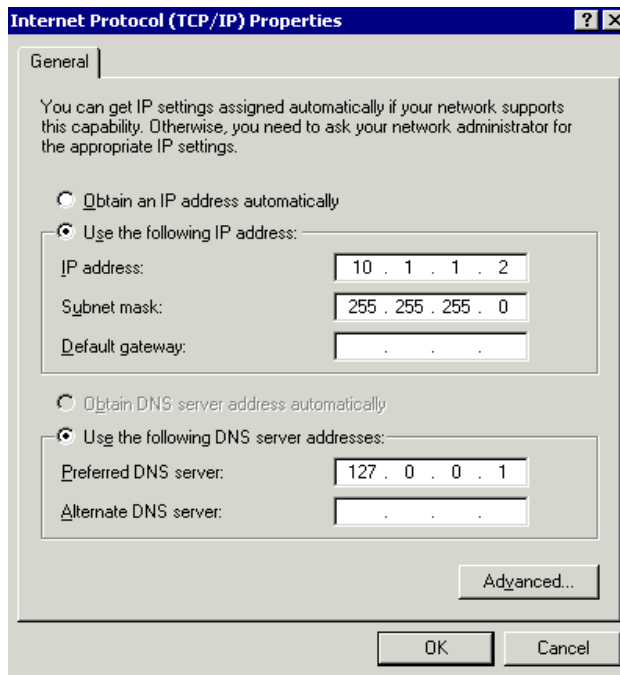 Internet Protocol (TCP/IP) Properties
General
You can get IP settings assigned automatically if your network supports
this capability. Otherwise, you need to ask your network administrator for
the appropriate IP settings.
Obtain an IP address automatically
Use the following IP address:
IP address: 10 . 1 . 1 . 2
Subnet mask: 255 . 255 . 255 . 0
Default gateway: . . .
Obtain DNS server address automatically
Use the following DNS server addresses:
Preferred DNS server: 127 . 0 . 0 . 1
Alternate DNS server: . . .
Advanced...
OK Cancel